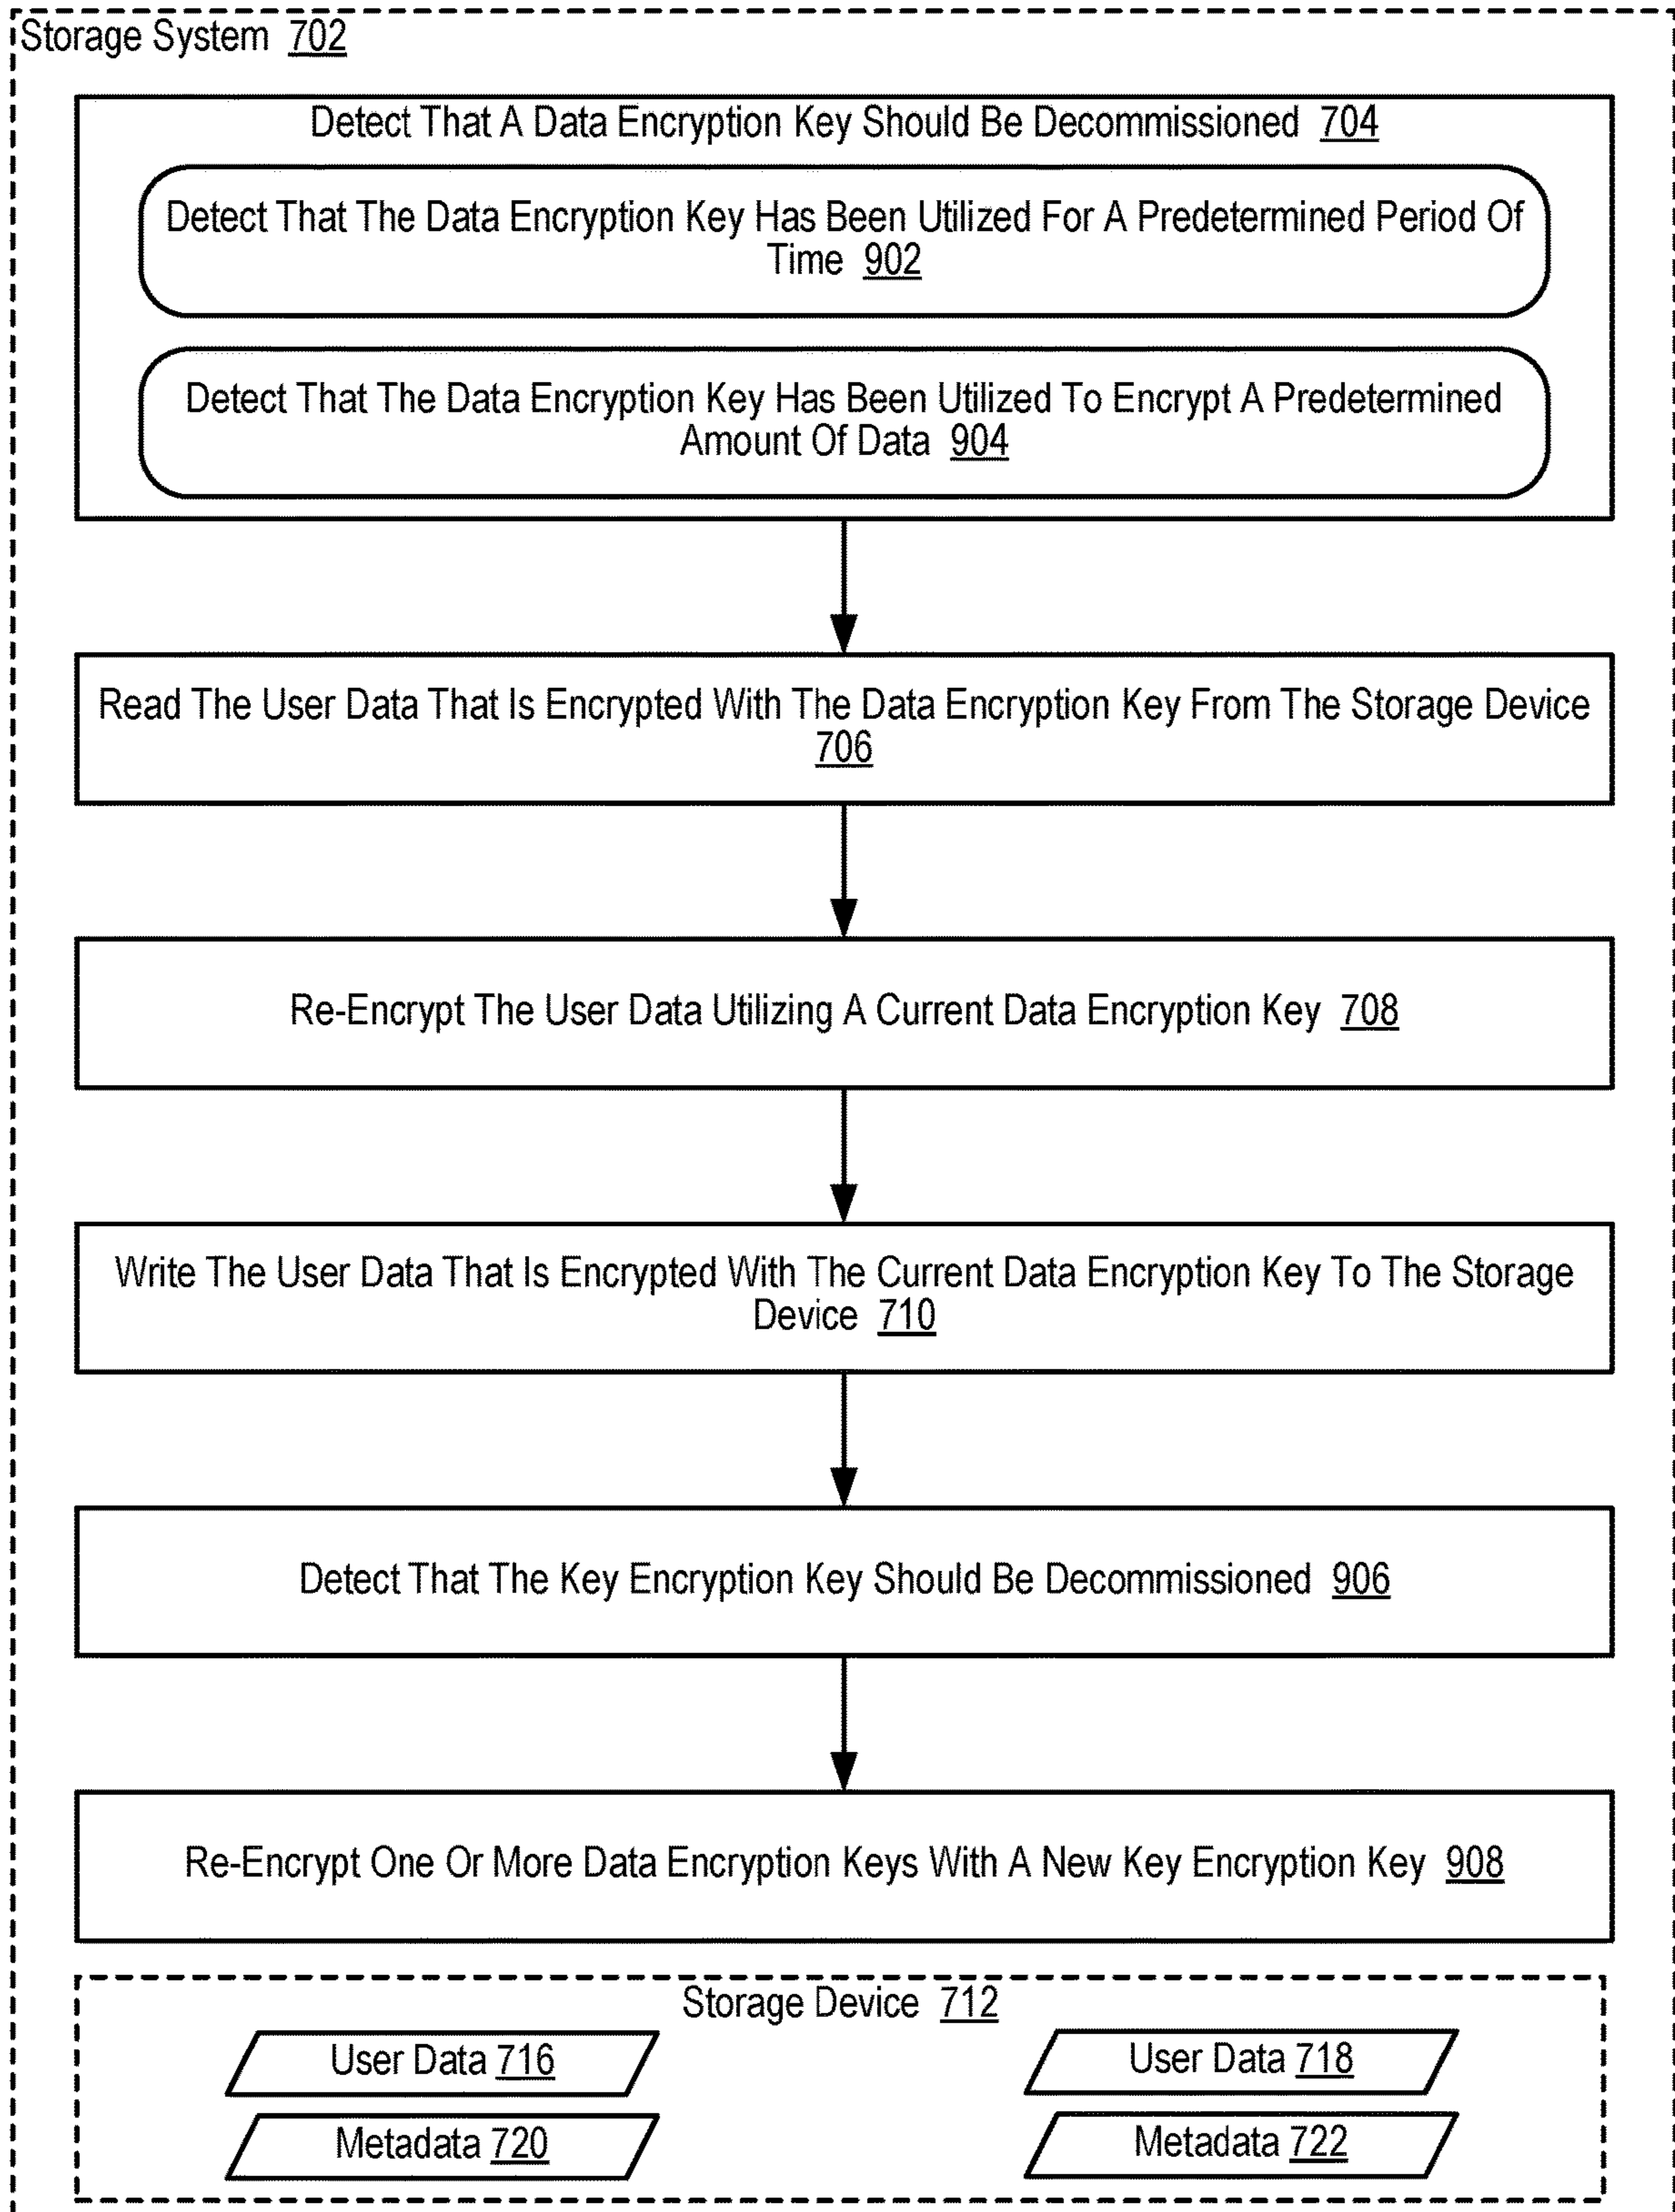 Storage System 702
Detect That A Data Encryption Key Should Be Decommissioned 704
Detect That The Data Encryption Key Has Been Utilized For A Predetermined Period Of
Time 902
Detect That The Data Encryption Key Has Been Utilized To Encrypt A Predetermined
Amount Of Data 904
Read The User Data That Is Encrypted With The Data Encryption Key From The Storage Device
706
Re-Encrypt The User Data Utilizing A Current Data Encryption Key 708
Write The User Data That Is Encrypted With The Current Data Encryption Key To The Storage
Device 710
Detect That The Key Encryption Key Should Be Decommissioned 906
Re-Encrypt One Or More Data Encryption Keys With A New Key Encryption Key 908
Storage Device 712
User Data 716
User Data 718
Metadata 720
Metadata 722